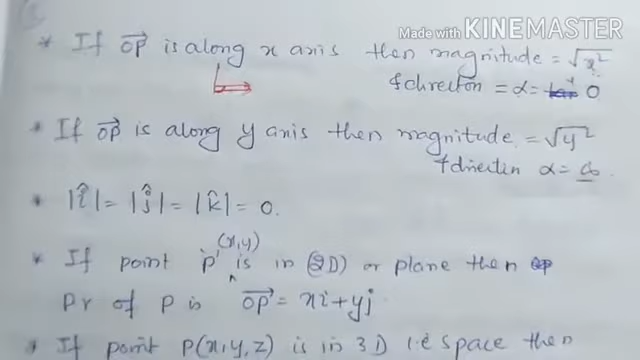 Made with KINEMASTER
* If OP⃗ is along x axis then magnitude = √x²
& direction = α = tan⁻¹ 0
* If OP⃗ is along y axis then magnitude = √y²
& direction α = ∞
* |î| = |ĵ| = |k̂| = 0.
(x,y)
* If point 'p' is in (2D) or plane then
Pr of P is OP⃗ = xi+yj
* If point P(x,y,z) is in 3D i.e space then